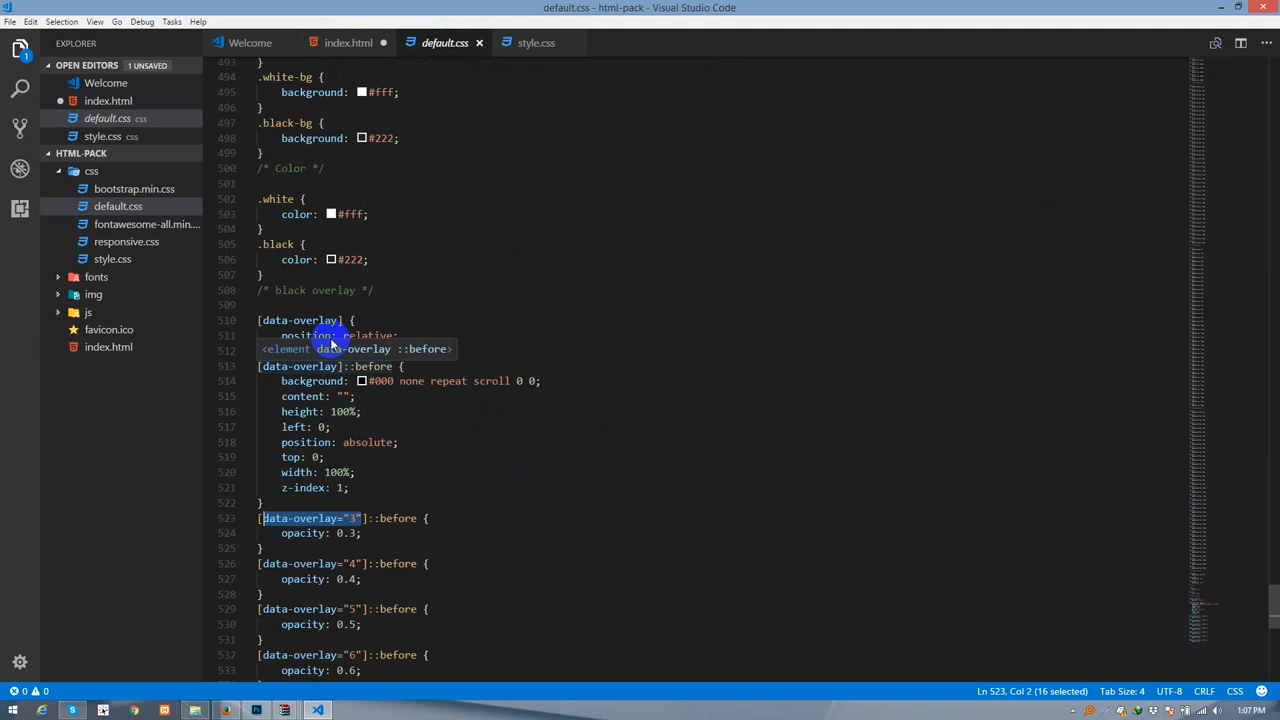 default.css - html-pack - Visual Studio Code
File Edit Selection View Go Debug Tasks Help
EXPLORER
Welcome
index.html
default.css
style.css
OPEN EDITORS 1 UNSAVED
Welcome
index.html
default.css css
style.css css
HTML-PACK
css
bootstrap.min.css
default.css
fontawesome-all.min....
responsive.css
style.css
fonts
img
js
favicon.ico
index.html
493 }
494 .white-bg {
495 background: #fff;
496 }
497 .black-bg {
498 background: #222;
499 }
500 /* Color */
501
502 .white {
503 color: #fff;
504 }
505 .black {
506 color: #222;
507 }
508 /* black overlay */
509
510 [data-overlay] {
511 position: relative;
512
<element data-overlay ::before>
513 [data-overlay]::before {
514 background: #000 none repeat scroll 0 0;
515 content: "";
516 height: 100%;
517 left: 0;
518 position: absolute;
519 top: 0;
520 width: 100%;
521 z-index: 1;
522 }
523 [data-overlay="3"]::before {
524 opacity: 0.3;
525 }
526 [data-overlay="4"]::before {
527 opacity: 0.4;
528 }
529 [data-overlay="5"]::before {
530 opacity: 0.5;
531 }
532 [data-overlay="6"]::before {
533 opacity: 0.6;
0 0
Ln 523, Col 2 (16 selected) Tab Size: 4 UTF-8 CRLF CSS
1:07 PM